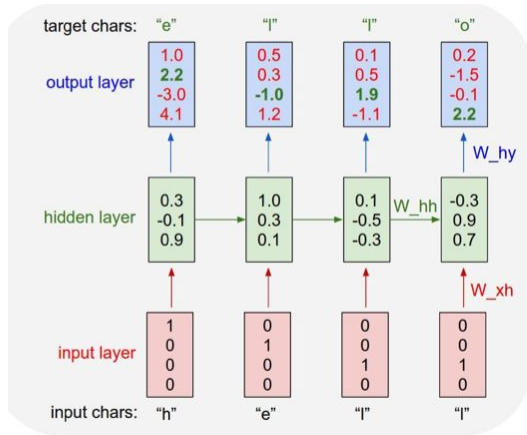 target chars: “e” “l” “l” “o”
output layer
1.0 0.5 0.1 0.2
2.2 0.3 0.5 -1.5
-3.0 -1.0 1.9 -0.1
4.1 1.2 -1.1 2.2
W_hy
hidden layer
0.3 1.0 0.1 -0.3
-0.1 0.3 -0.5 0.9
0.9 0.1 -0.3 0.7
W_hh
W_xh
input layer
1 0 0 0
0 1 0 0
0 0 1 1
0 0 0 0
input chars: “h” “e” “l” “l”